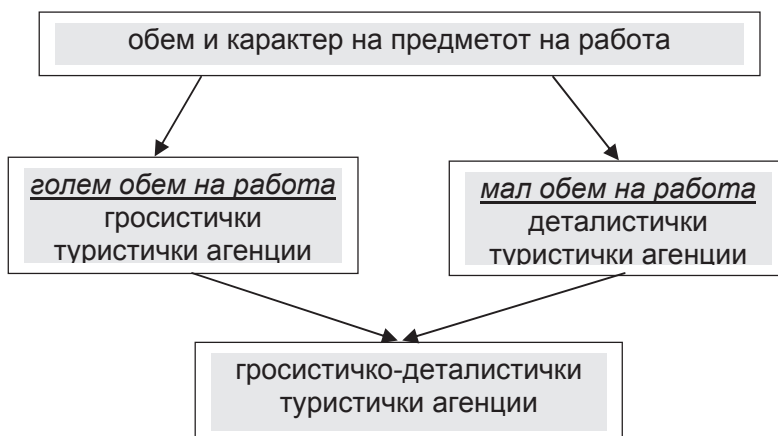 обем и карактер на предметот на работа
голем обем на работа
гросистички
туристички агенции
мал обем на работа
деталистички
туристички агенции
гросистичко-деталистички
туристички агенции